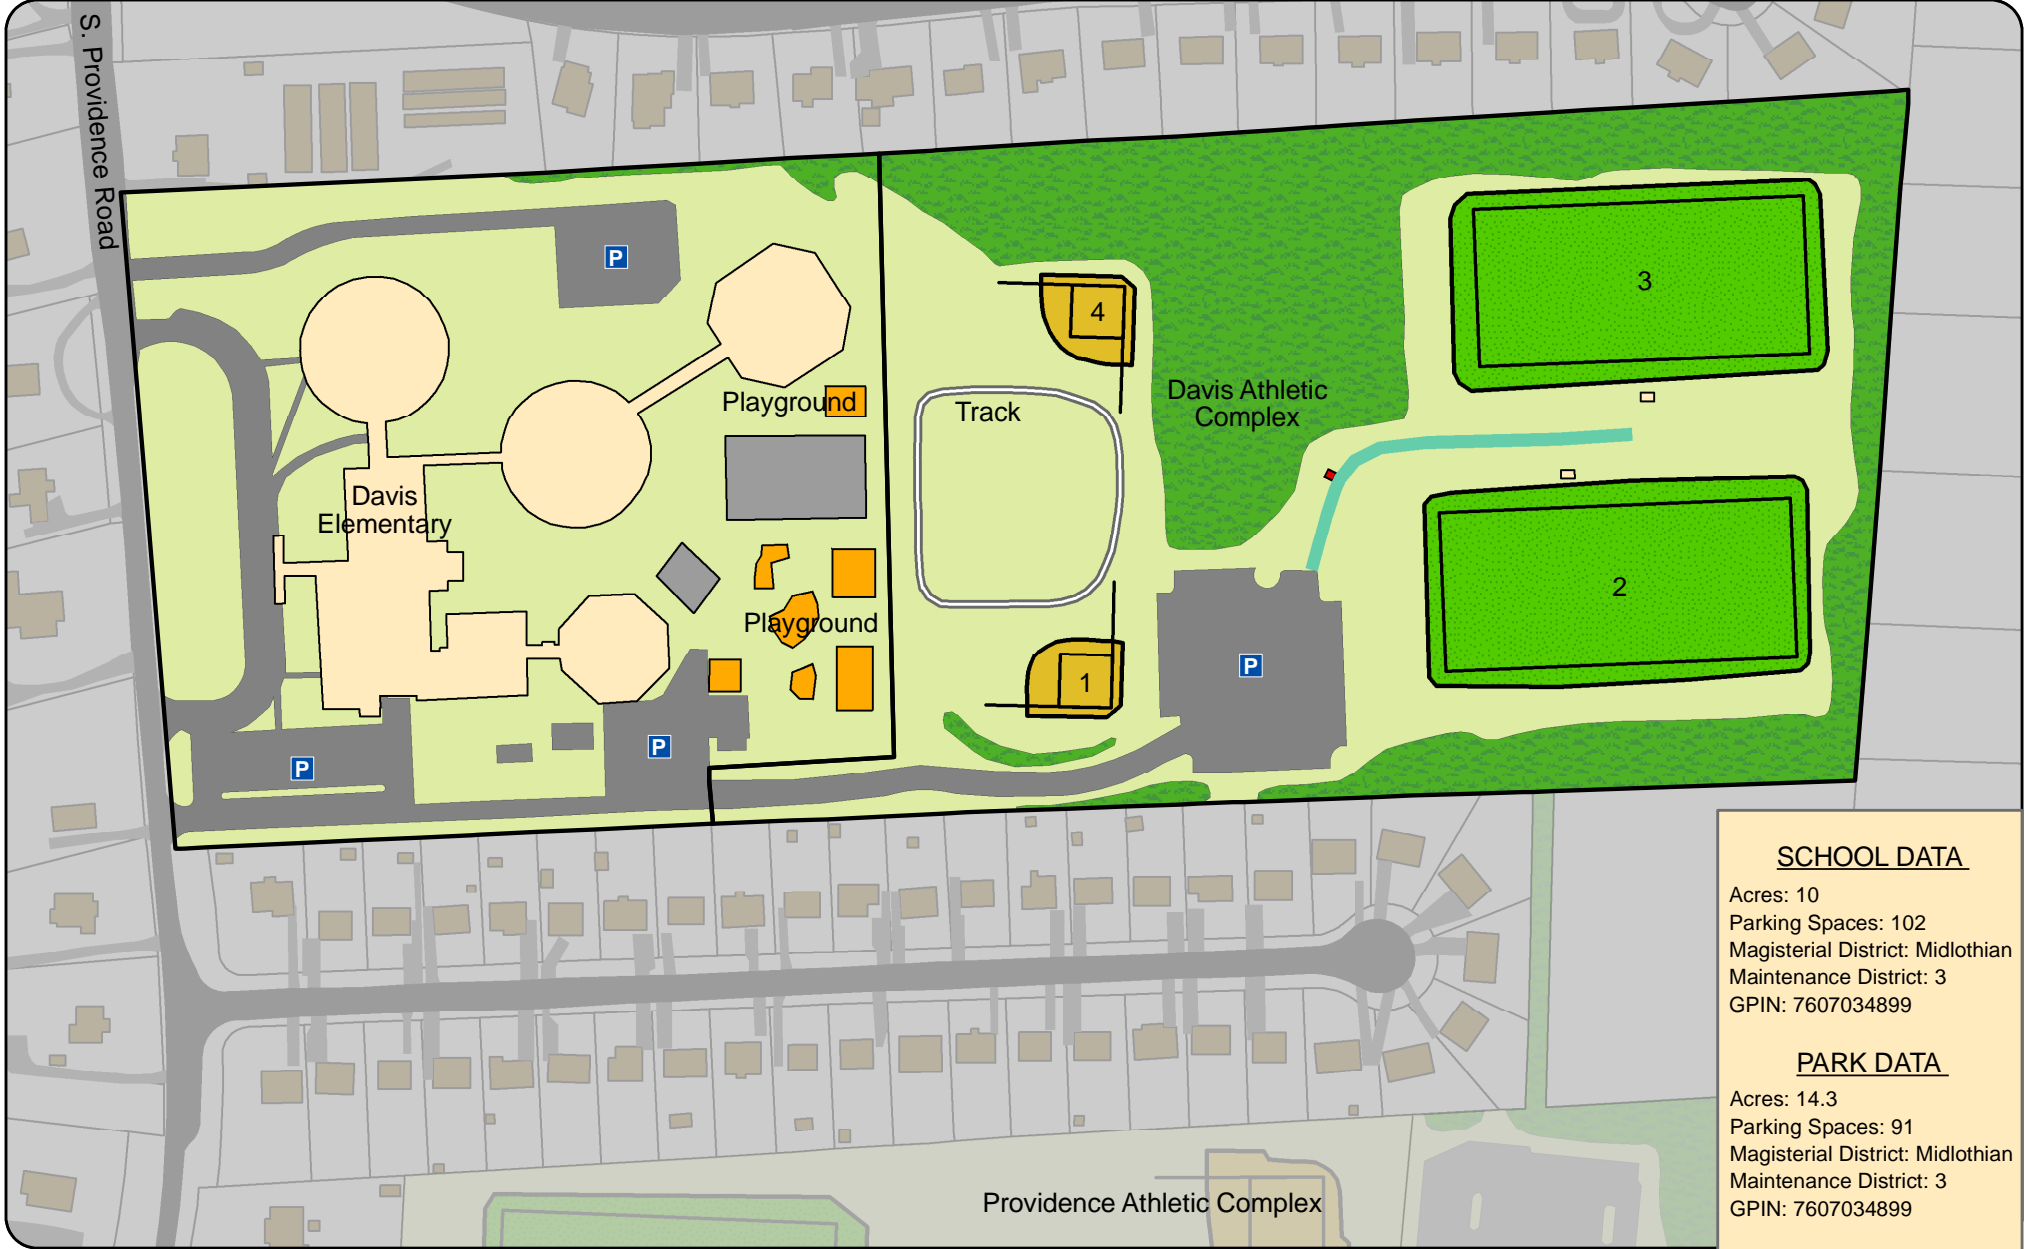 S. Providence Road
P
3
4
Davis Athletic
Complex
Playground
Track
Davis
Elementary
2
Playground
P
1
P
P
SCHOOL DATA
Acres: 10
Parking Spaces: 102
Magisterial District: Midlothian
Maintenance District: 3
GPIN: 7607034899
PARK DATA
Acres: 14.3
Parking Spaces: 91
Magisterial District: Midlothian
Maintenance District: 3
GPIN: 7607034899
Providence Athletic Complex